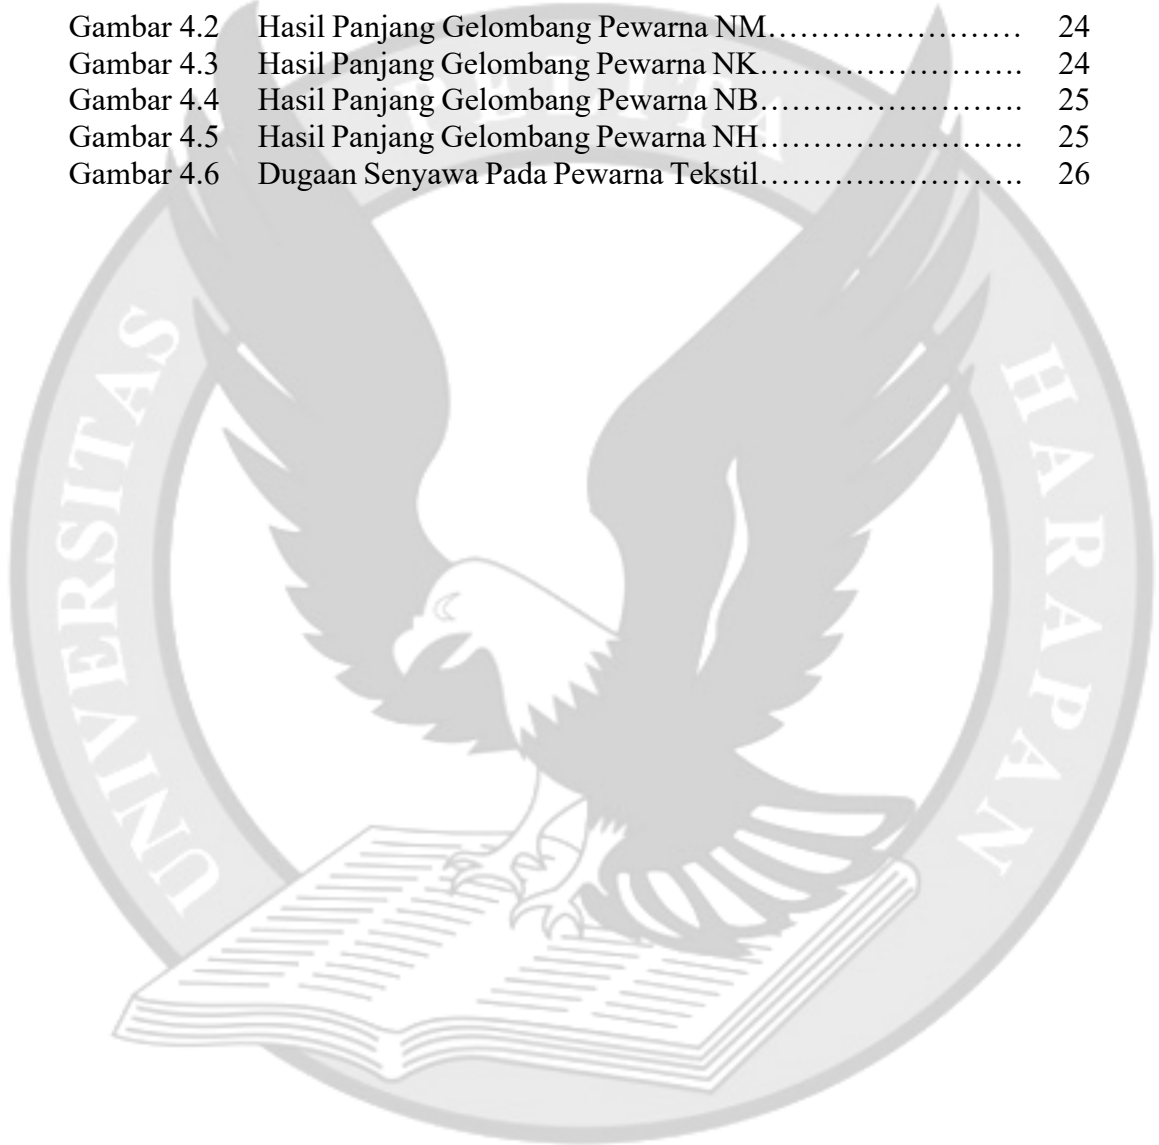 Gambar 4.2 Hasil Panjang Gelombang Pewarna NM........................ 24
Gambar 4.3 Hasil Panjang Gelombang Pewarna NK......................... 24
Gambar 4.4 Hasil Panjang Gelombang Pewarna NB......................... 25
Gambar 4.5 Hasil Panjang Gelombang Pewarna NH......................... 25
Gambar 4.6 Dugaan Senyawa Pada Pewarna Tekstil......................... 26
UNIVERSITAS
PELITA
HARAPAN